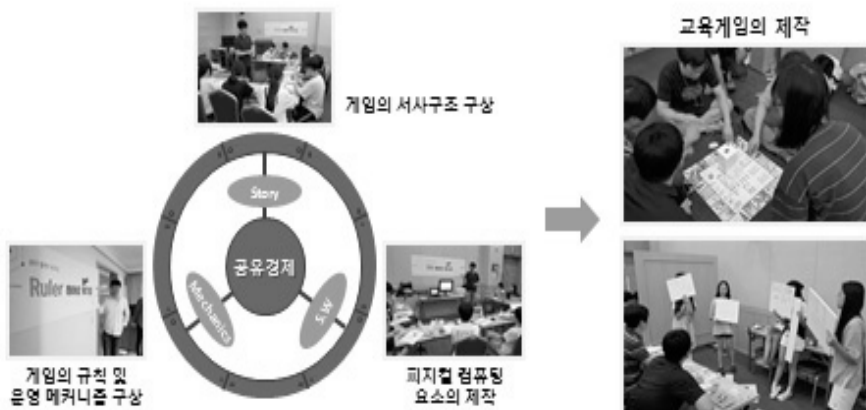 교육게임의 제작
게임의 서사구조 구상
Story
공유경제
Mechanics
S.W
Ruler
게임의 규칙 및
운영 메커니즘 구상
피지컬 컴퓨팅
요소의 제작